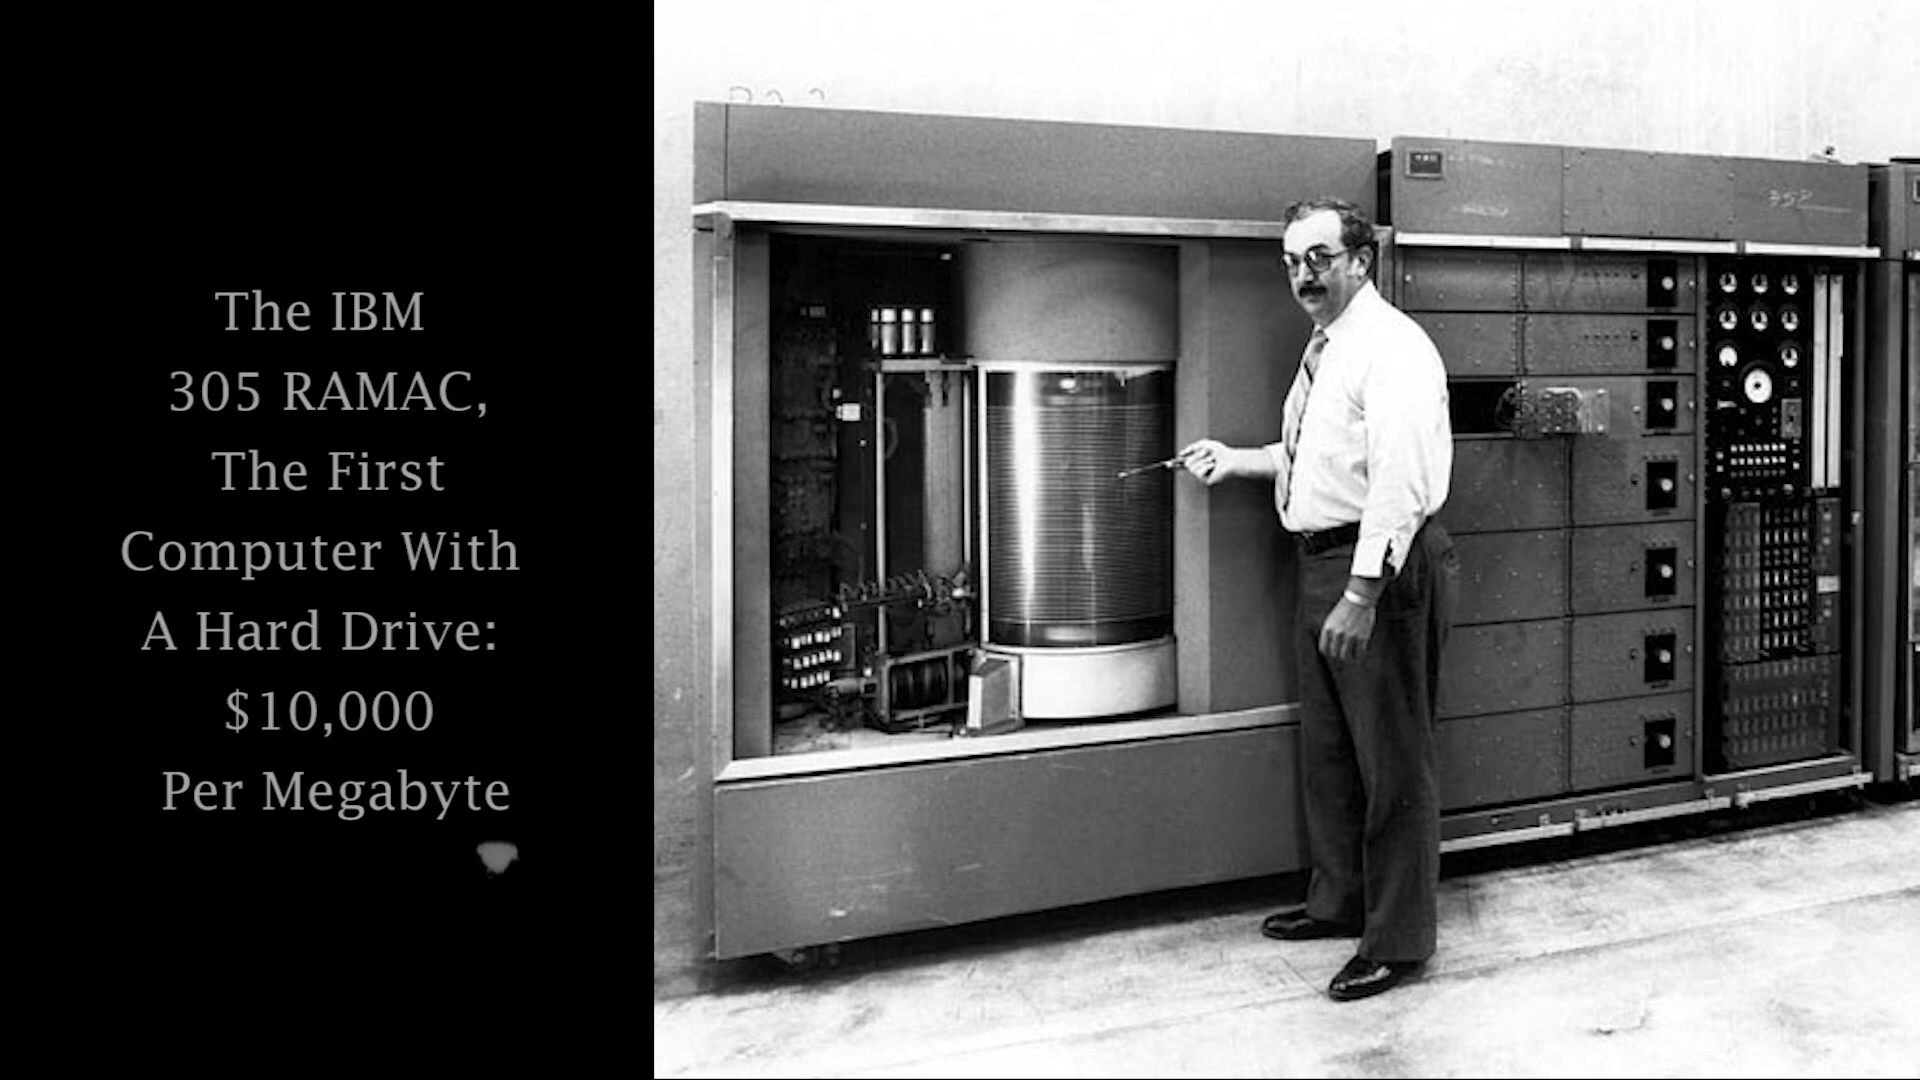 The IBM
305 RAMAC,
The First
Computer With
A Hard Drive:
$10,000
Per Megabyte